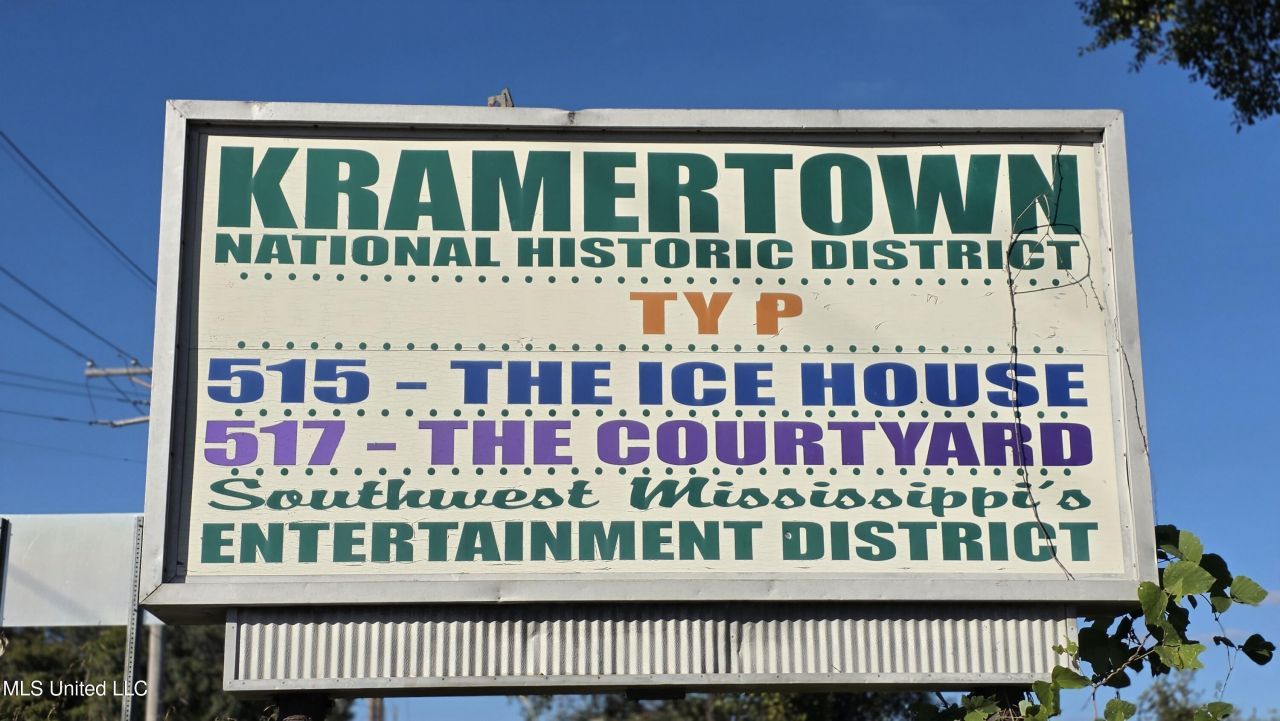 KRAMERTOWN
NATIONAL HISTORIC DISTRICT
TY P
515 - THE ICE HOUSE
517 - THE COURTYARD
Southwest Mississippi's
ENTERTAINMENT DISTRICT
MLS United LLC